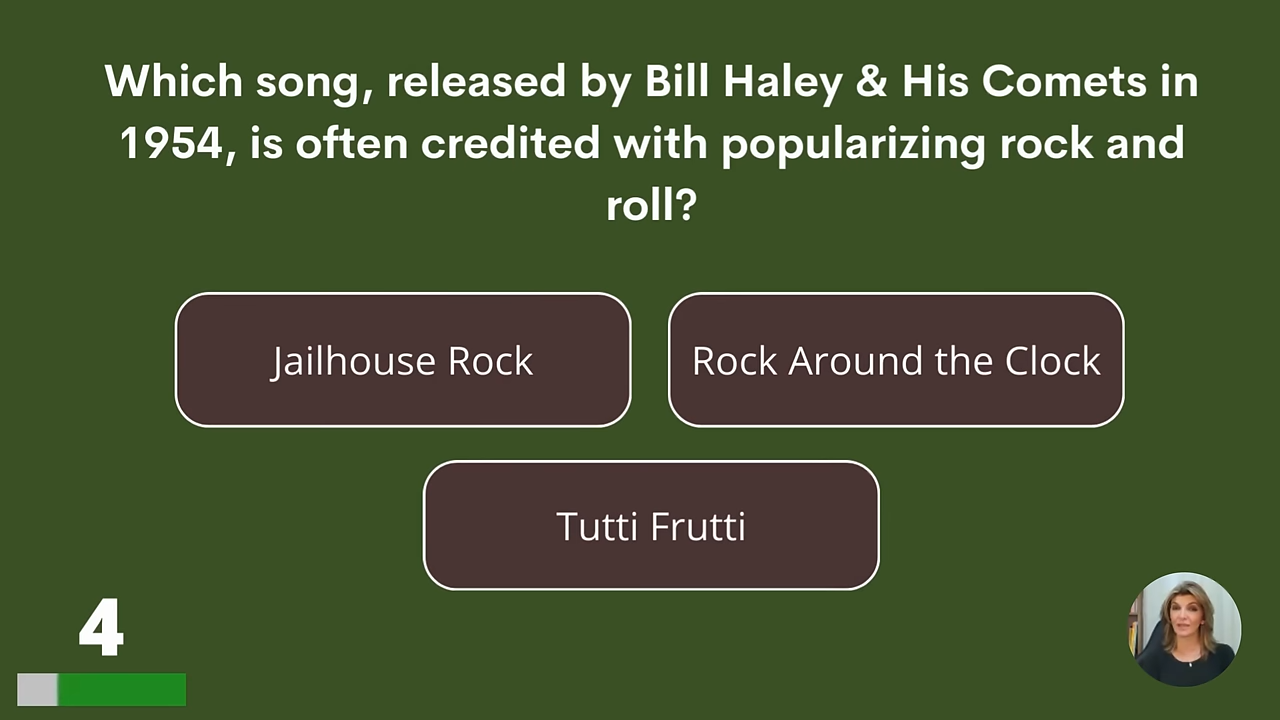 Which song, released by Bill Haley & His Comets in
1954, is often credited with popularizing rock and
roll?
Jailhouse Rock
Rock Around the Clock
Tutti Frutti
4